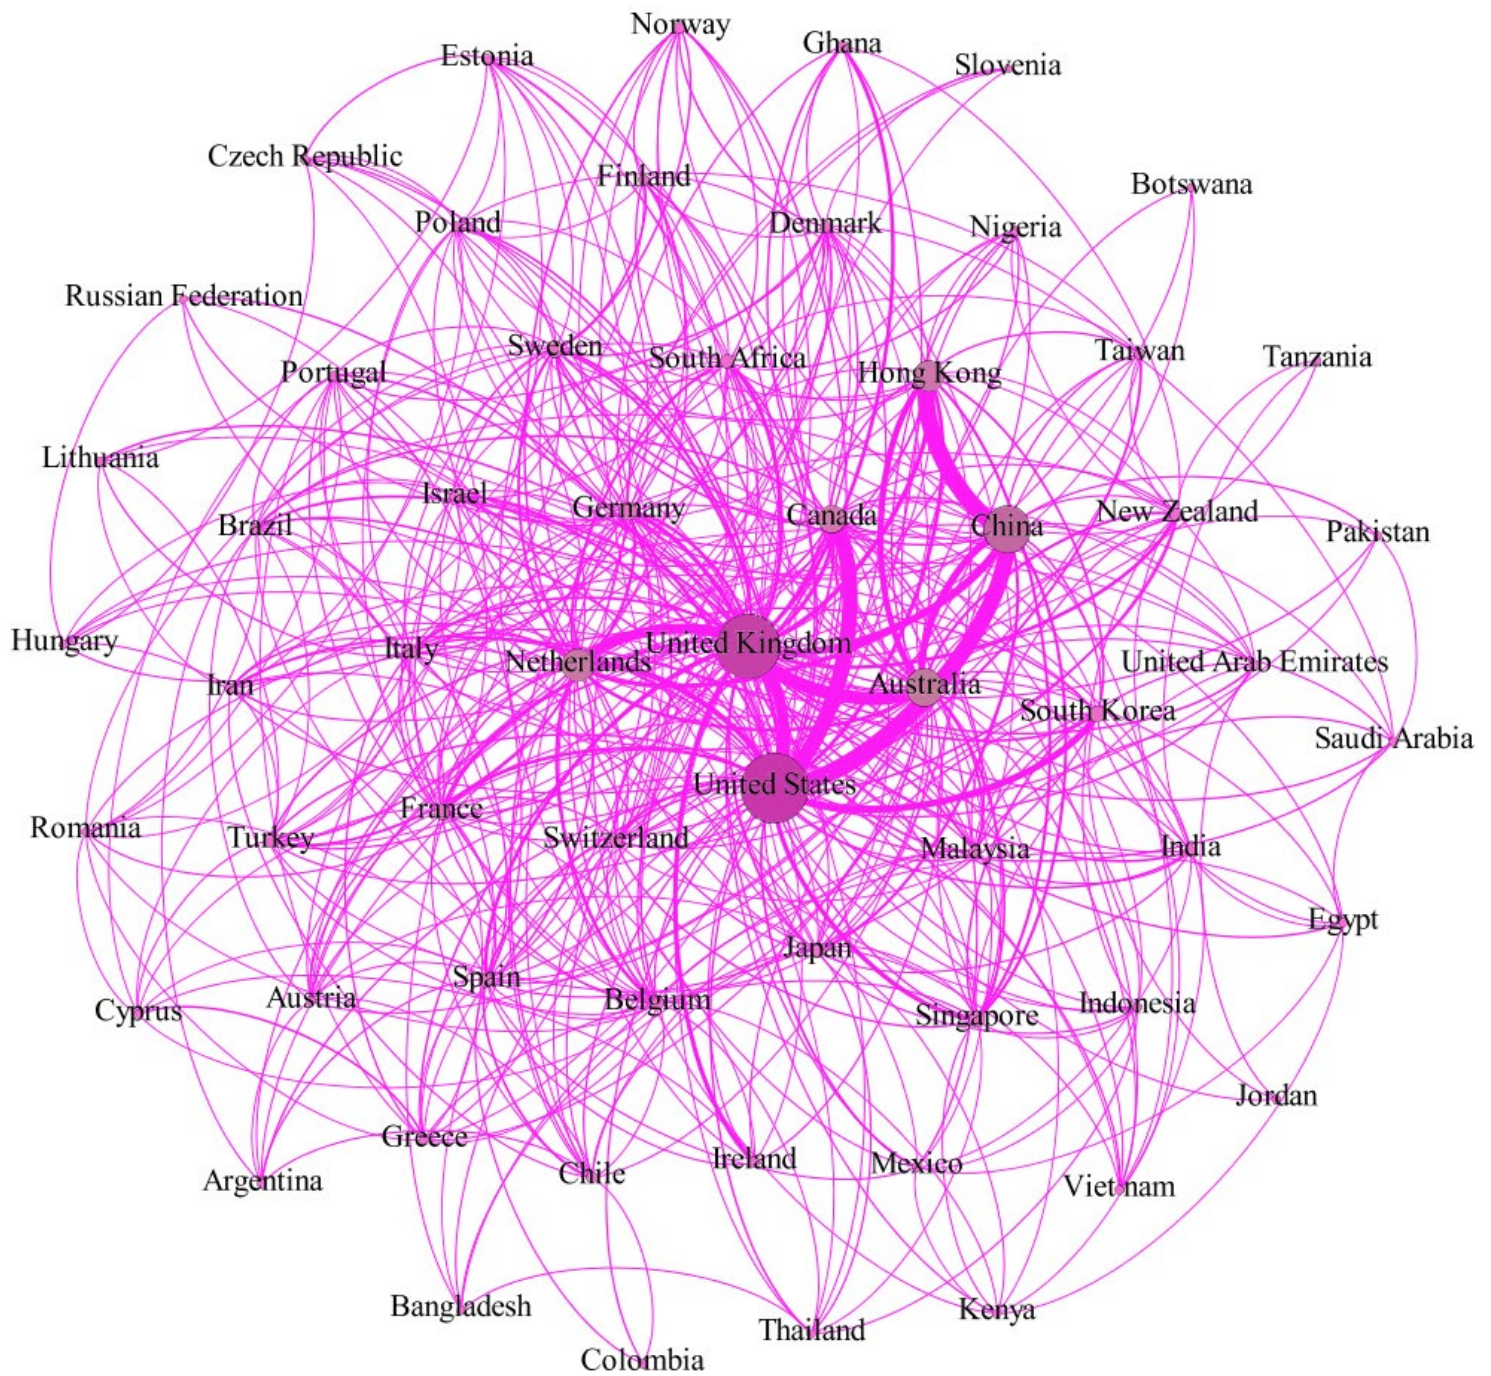 Norway
Ghana
Estonia
Slovenia
Czech Republic
Finland
Botswana
Poland
Denmark
Nigeria
Russian Federation
Sweden
South Africa
Taiwan
Tanzania
Portugal
Hong Kong
Lithuania
Israel
Germany
Canada
New Zealand
Brazil
China
Pakistan
Hungary
Italy
United Kingdom
Netherlands
United Arab Emirates
Iran
Australia
South Korea
Saudi Arabia
United States
France
Romania
Turkey
Switzerland
Malaysia
India
Egypt
Japan
Spain
Austria
Belgium
Indonesia
Cyprus
Singapore
Jordan
Greece
Argentina
Chile
Ireland
Mexico
Vietnam
Bangladesh
Kenya
Thailand
Colombia